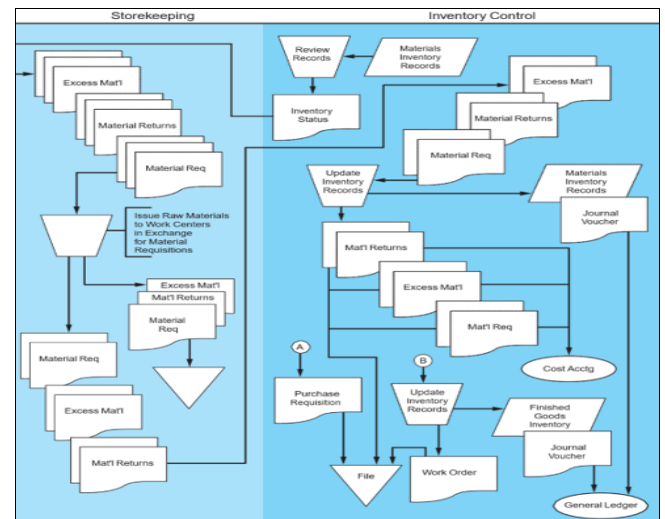 Storekeeping
Inventory Control
Excess Mat'l
Material Returns
Material Req
Issue Raw Materials
to Work Centers
in Exchange
for Material
Requisitions
Excess Mat'l
Mat'l Returns
Material
Req
Material Req
Excess Mat'l
Mat'l Returns
Review
Records
Materials
Inventory
Records
Inventory
Status
Excess Mat'l
Material Returns
Material Req
Update
Inventory
Records
Materials
Inventory Records
Journal
Voucher
Mat'l Returns
Excess Mat'l
Mat'l Req
Cost Acctg
A
B
Purchase
Requisition
Update
Inventory
Records
Finished
Goods
Inventory
Journal
Voucher
File
Work Order
General Ledger